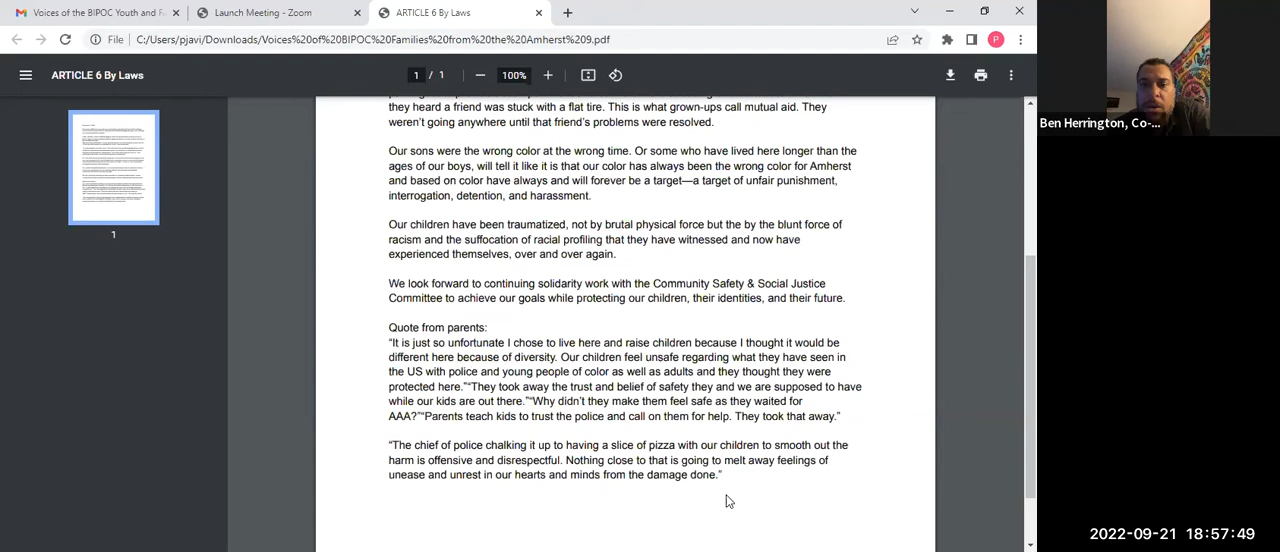 Voices of the BIPOC Youth and Fa
Launch Meeting - Zoom
ARTICLE 6 By Laws
File
C:/Users/pjavi/Downloads/Voices%20of%20BIPOC%20Families%20from%20the%20Amherst%209.pdf
P
ARTICLE 6 By Laws
1 / 1
100%
1
they heard a friend was stuck with a flat tire. This is what grown-ups call mutual aid. They
weren't going anywhere until that friend's problems were resolved.
Our sons were the wrong color at the wrong time. Or some who have lived here longer than the
ages of our boys, will tell it like it is that our color has always been the wrong color for Amherst
and based on color have always and will forever be a target—a target of unfair punishment,
interrogation, detention, and harassment.
Our children have been traumatized, not by brutal physical force but the by the blunt force of
racism and the suffocation of racial profiling that they have witnessed and now have
experienced themselves, over and over again.
We look forward to continuing solidarity work with the Community Safety & Social Justice
Committee to achieve our goals while protecting our children, their identities, and their future.
Quote from parents:
“It is just so unfortunate I chose to live here and raise children because I thought it would be
different here because of diversity. Our children feel unsafe regarding what they have seen in
the US with police and young people of color as well as adults and they thought they were
protected here.”“They took away the trust and belief of safety they and we are supposed to have
while our kids are out there.”“Why didn't they make them feel safe as they waited for
AAA?”“Parents teach kids to trust the police and call on them for help. They took that away.”
“The chief of police chalking it up to having a slice of pizza with our children to smooth out the
harm is offensive and disrespectful. Nothing close to that is going to melt away feelings of
unease and unrest in our hearts and minds from the damage done.”
Ben Herrington, Co-...
2022-09-21 18:57:49